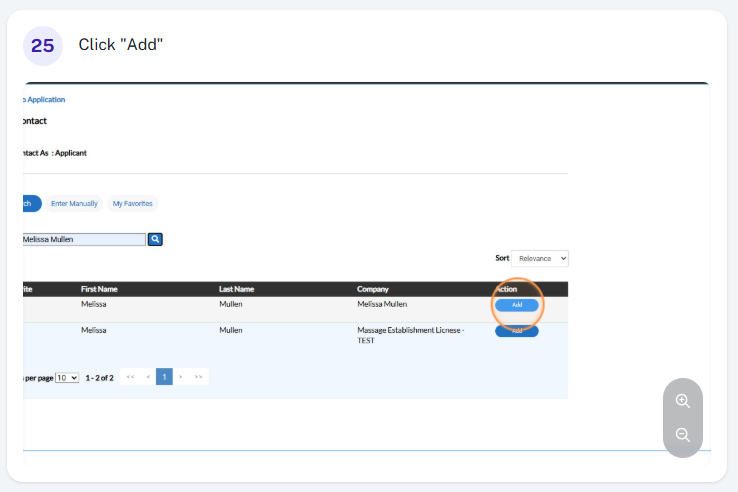 25 Click "Add"
o Application
ontact
ntact As : Applicant
ch Enter Manually My Favorites
Melissa Mullen
Sort Relevance
ite First Name Last Name Company Action
Melissa Mullen Melissa Mullen Add
Melissa Mullen Massage Establishment Licnese - Add
TEST
per page 10 1 - 2 of 2 << < 1 > >>